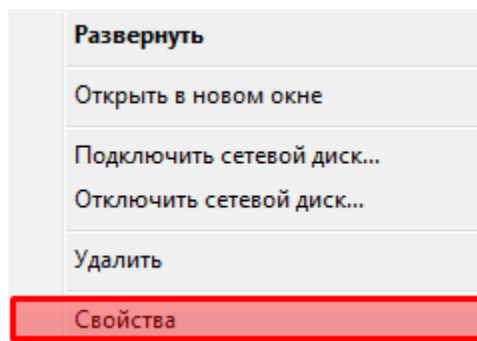 Развернуть
Открыть в новом окне
Подключить сетевой диск...
Отключить сетевой диск...
Удалить
Свойства